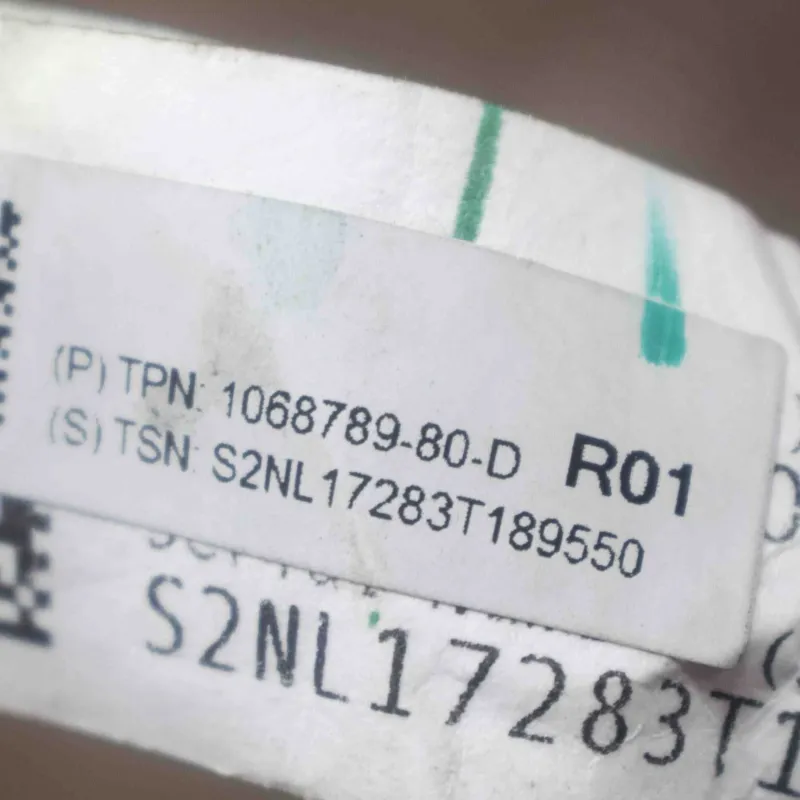 (P) TPN: 1068789-80-D R01
(S) TSN: S2NL17283T189550
S2NL17283T1